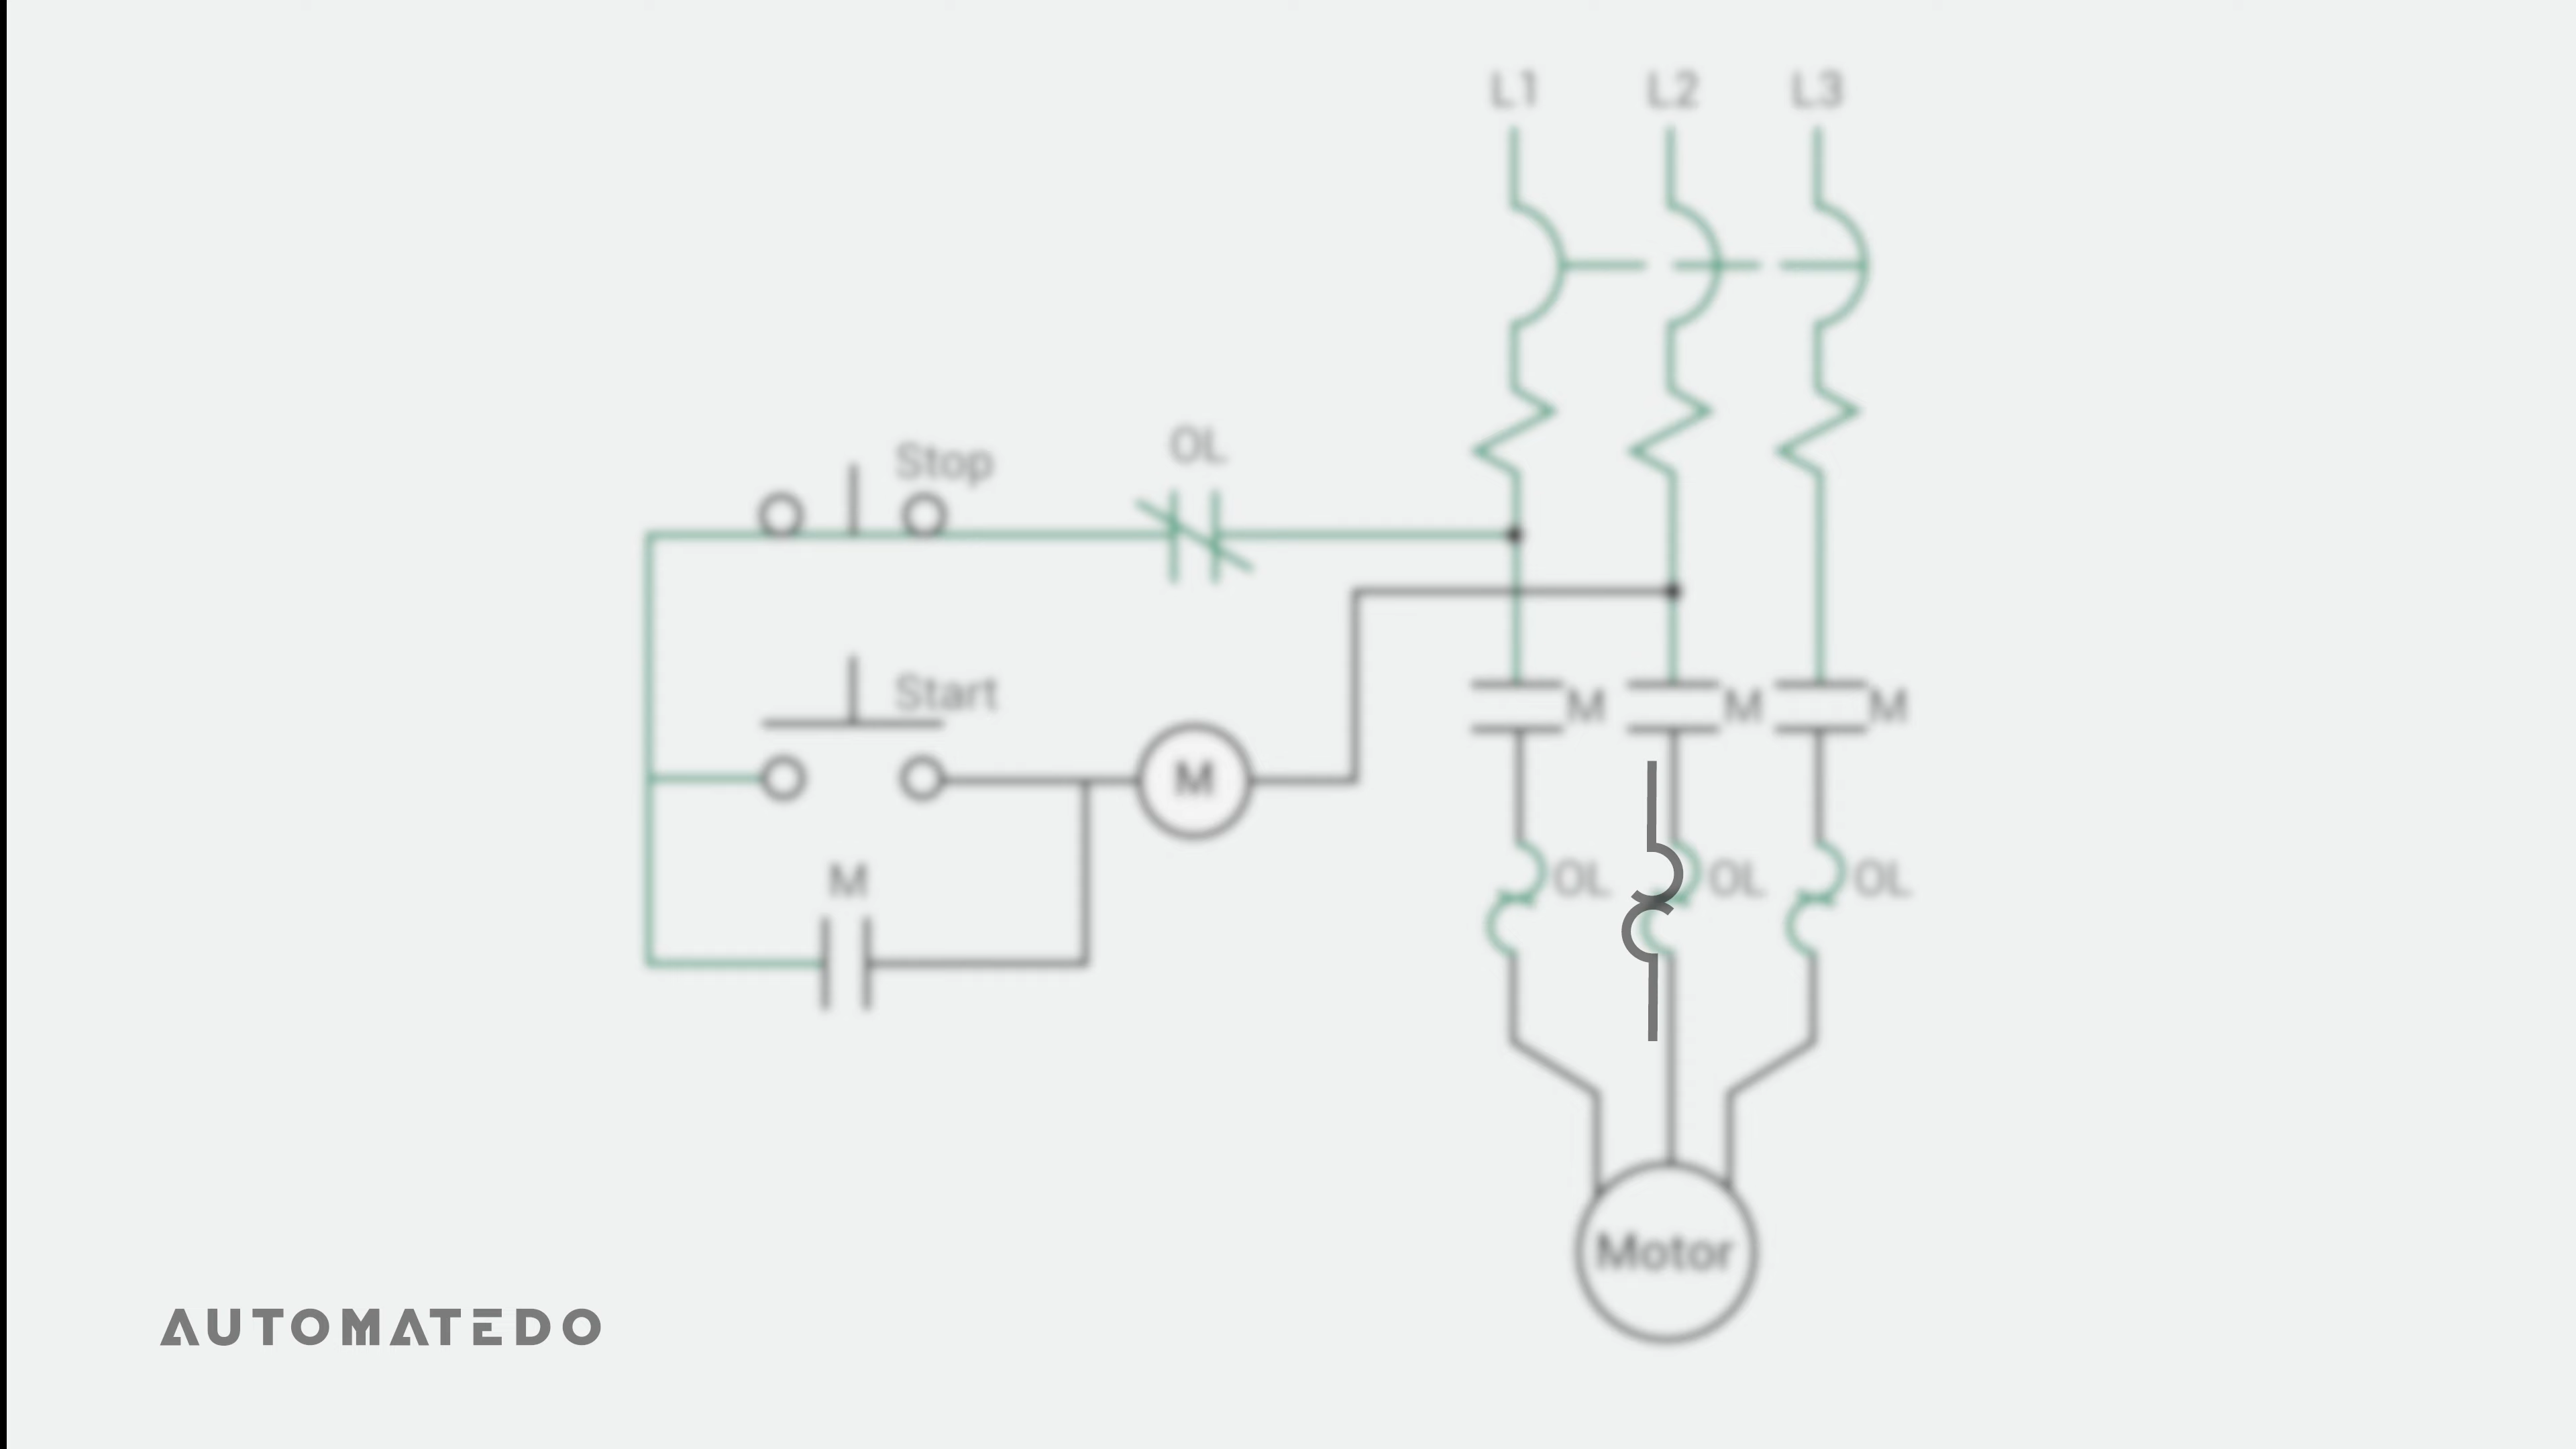 L1 L2 L3
Stop
OL
Start
M M M
M
M
OL OL OL
Motor
AUTOMATEDO